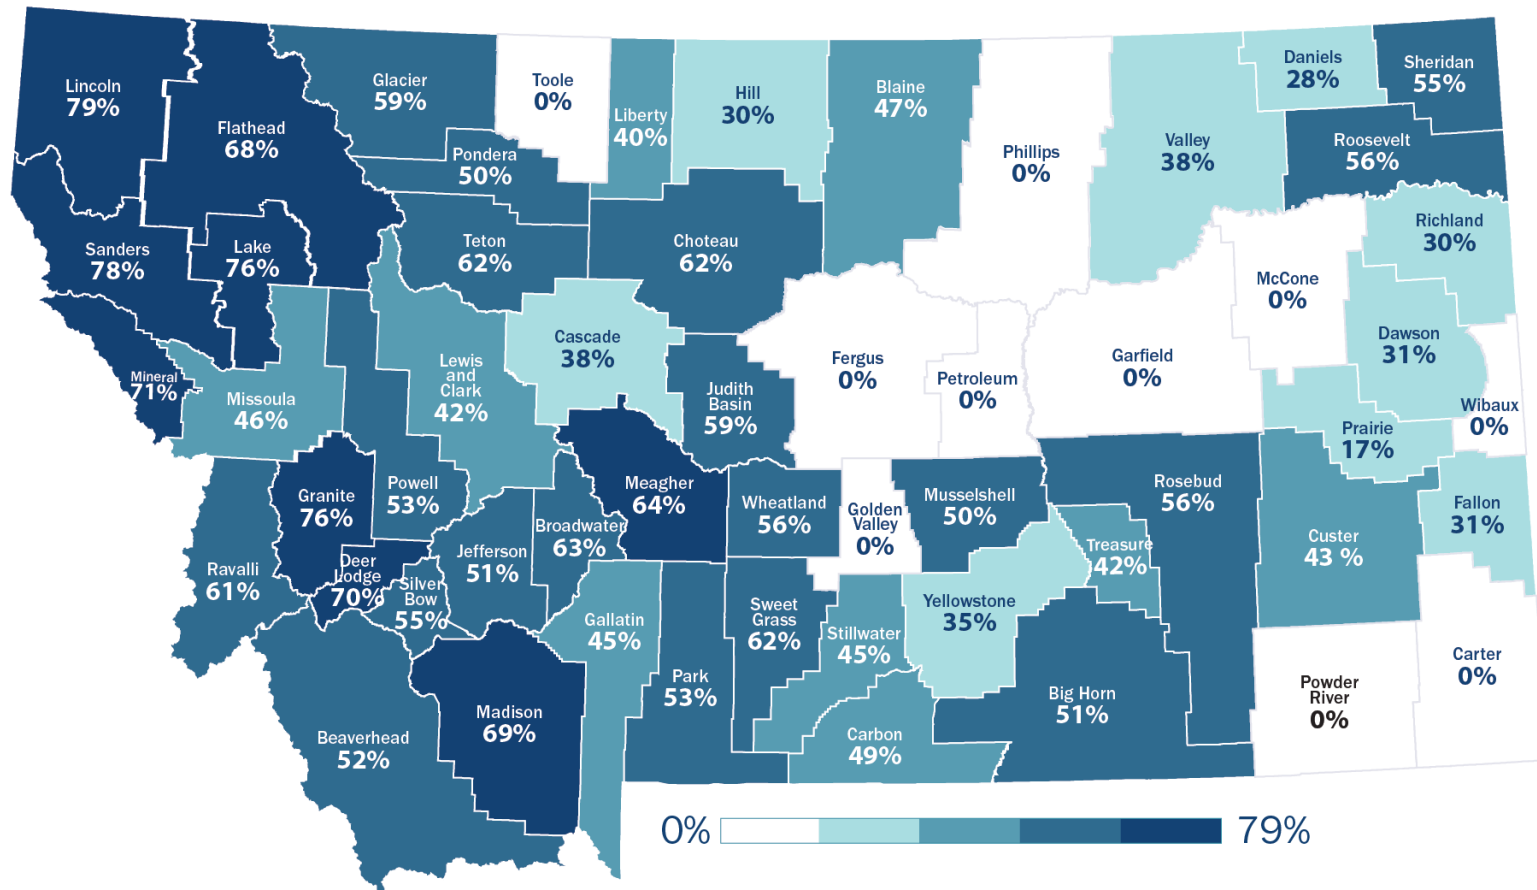 Lincoln
79%
Flathead
68%
Glacier
59%
Toole
0%
Liberty
40%
Hill
30%
Blaine
47%
Phillips
0%
Valley
38%
Daniels
28%
Sheridan
55%
Roosevelt
56%
Pondera
50%
Sanders
78%
Lake
76%
Teton
62%
Choteau
62%
Richland
30%
McCone
0%
Dawson
31%
Cascade
38%
Fergus
0%
Petroleum
0%
Garfield
0%
Wibaux
0%
Prairie
17%
Mineral
71%
Missoula
46%
Lewis
and
Clark
42%
Judith
Basin
59%
Granite
76%
Powell
53%
Meagher
64%
Wheatland
56%
Golden
Valley
0%
Musselshell
50%
Rosebud
56%
Fallon
31%
Custer
43 %
Treasure
42%
Broadwater
63%
Jefferson
51%
Deer
Lodge
70%
Silver
Bow
55%
Ravalli
61%
Gallatin
45%
Sweet
Grass
62%
Stillwater
45%
Yellowstone
35%
Park
53%
Big Horn
51%
Powder
River
0%
Carter
0%
Madison
69%
Beaverhead
52%
Carbon
49%
0%
79%